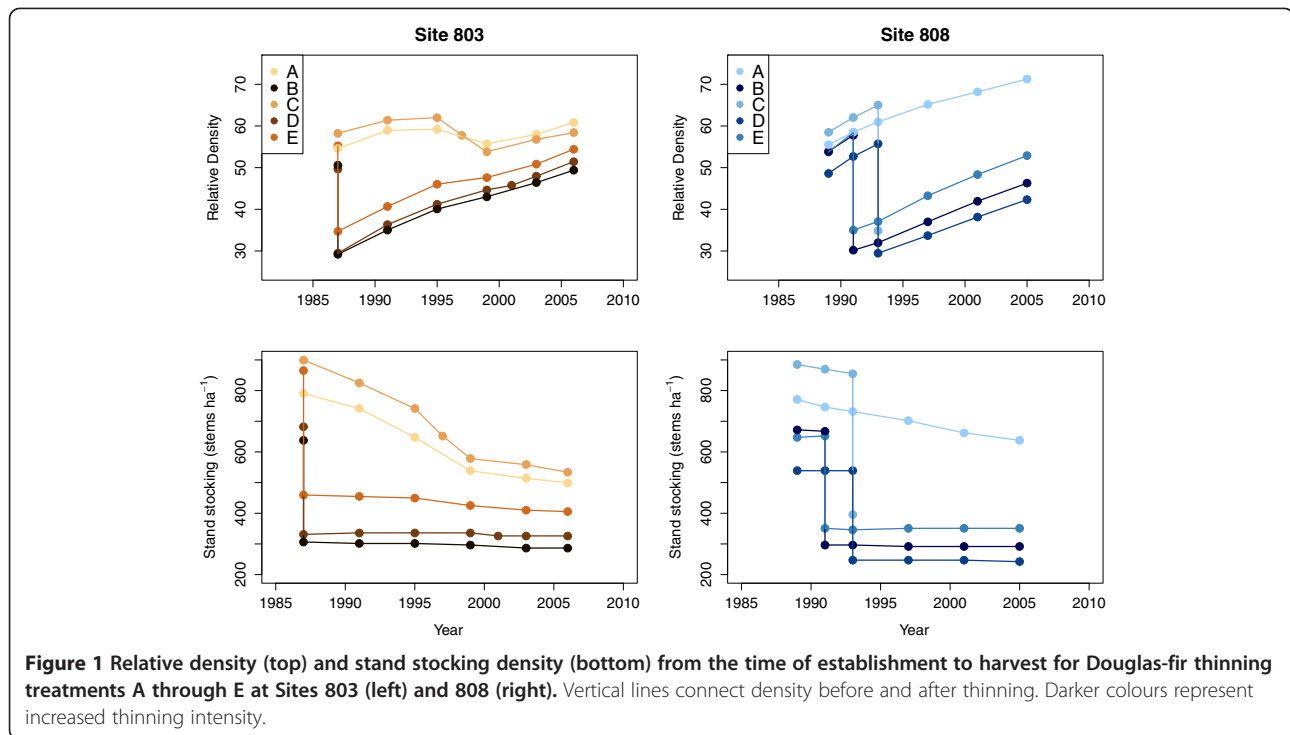 Site 803
Site 808
Relative Density
70
60
50
40
30
A
B
C
D
E
1985 1990 1995 2000 2005 2010
Relative Density
70
60
50
40
30
A
B
C
D
E
1985 1990 1995 2000 2005 2010
Stand stocking (stems ha⁻¹)
800
600
400
200
1985 1990 1995 2000 2005 2010
Year
Stand stocking (stems ha⁻¹)
800
600
400
200
1985 1990 1995 2000 2005 2010
Year
Figure 1 Relative density (top) and stand stocking density (bottom) from the time of establishment to harvest for Douglas-fir thinning
treatments A through E at Sites 803 (left) and 808 (right). Vertical lines connect density before and after thinning. Darker colours represent
increased thinning intensity.